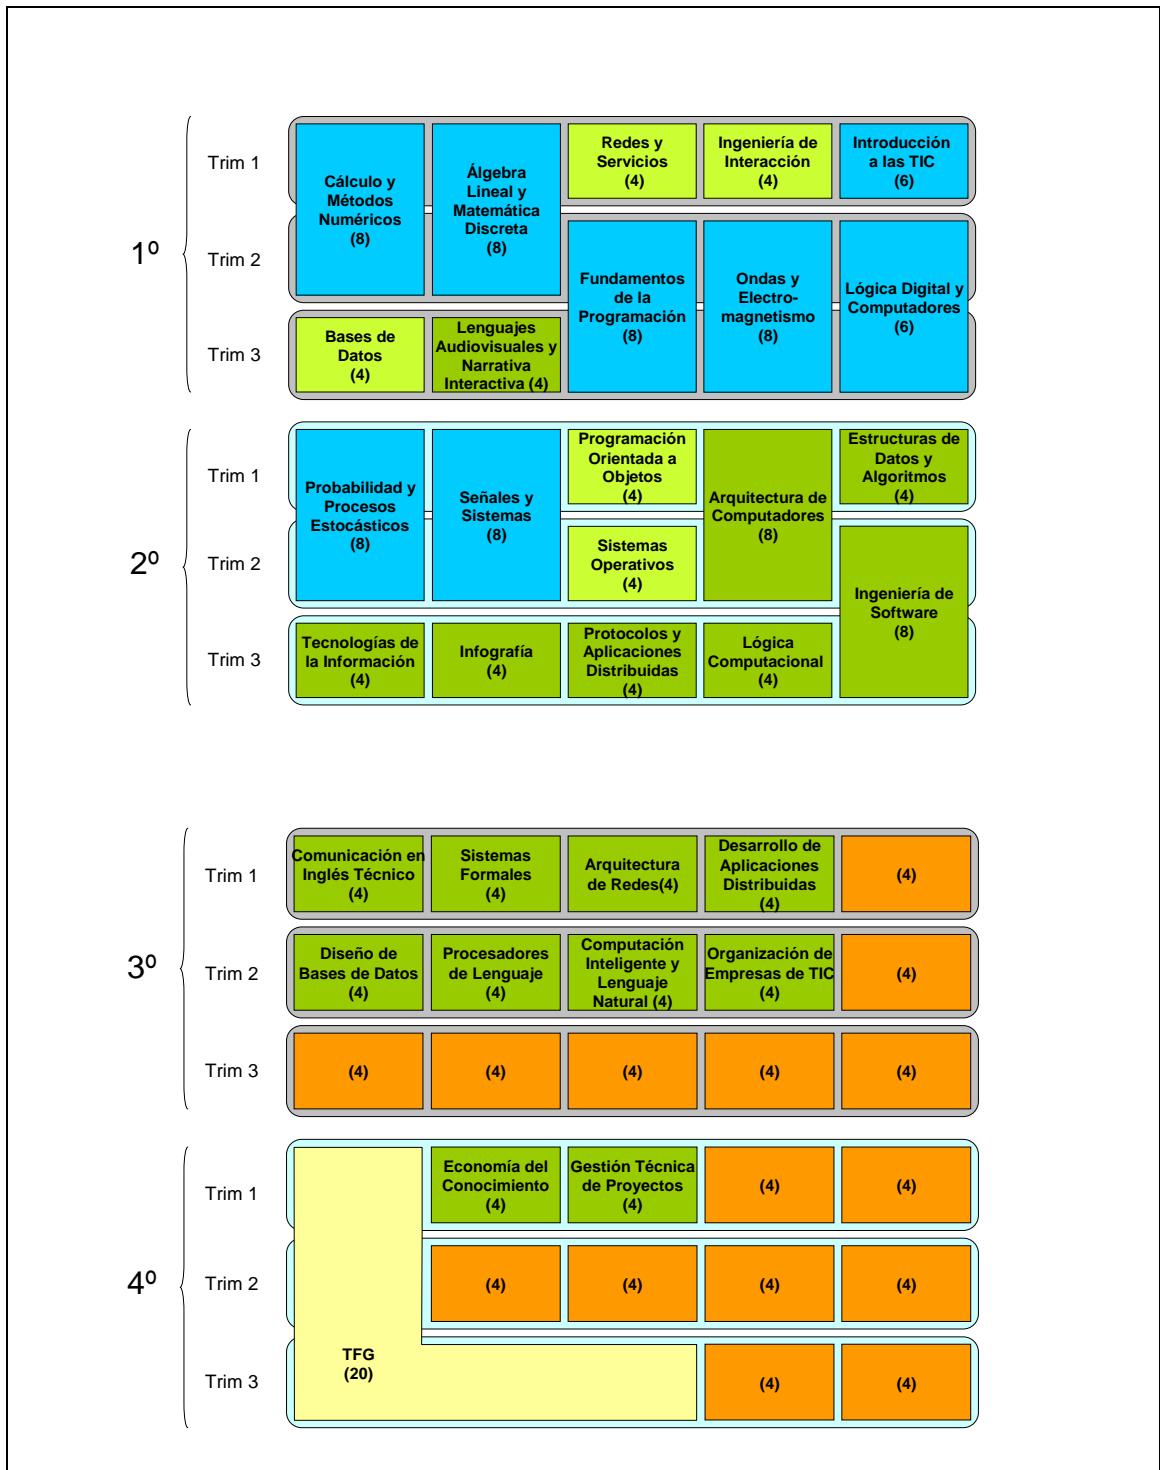 1º
Trim 1
Cálculo y
Métodos
Numéricos
(8)
Álgebra
Lineal y
Matemática
Discreta
(8)
Redes y
Servicios
(4)
Ingeniería de
Interacción
(4)
Introducción
a las TIC
(6)
Trim 2
Fundamentos
de la
Programación
(8)
Ondas y
Electro-
magnetismo
(8)
Lógica Digital y
Computadores
(6)
Trim 3
Bases de
Datos
(4)
Lenguajes
Audiovisuales y
Narrativa
Interactiva (4)
2º
Trim 1
Probabilidad y
Procesos
Estocásticos
(8)
Señales y
Sistemas
(8)
Programación
Orientada a
Objetos
(4)
Arquitectura de
Computadores
(8)
Estructuras de
Datos y
Algoritmos
(4)
Trim 2
Sistemas
Operativos
(4)
Ingeniería de
Software
(8)
Trim 3
Tecnologías de
la Información
(4)
Infografía
(4)
Protocolos y
Aplicaciones
Distribuidas
(4)
Lógica
Computacional
(4)
3º
Trim 1
Comunicación en
Inglés Técnico
(4)
Sistemas
Formales
(4)
Arquitectura
de Redes(4)
Desarrollo de
Aplicaciones
Distribuidas
(4)
(4)
Trim 2
Diseño de
Bases de Datos
(4)
Procesadores
de Lenguaje
(4)
Computación
Inteligente y
Lenguaje
Natural (4)
Organización de
Empresas de TIC
(4)
(4)
Trim 3
(4)
(4)
(4)
(4)
(4)
4º
Trim 1
Economía del
Conocimiento
(4)
Gestión Técnica
de Proyectos
(4)
(4)
(4)
Trim 2
(4)
(4)
(4)
(4)
Trim 3
TFG
(20)
(4)
(4)